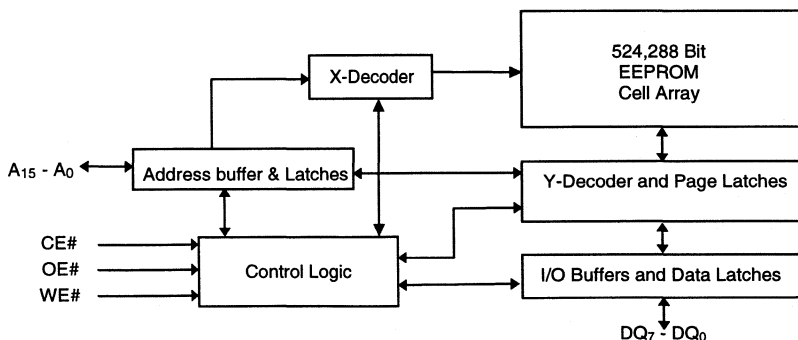 524,288 Bit
EEPROM
Cell Array
X-Decoder
A15 - A0
Address buffer & Latches
Y-Decoder and Page Latches
CE#
OE#
WE#
Control Logic
I/O Buffers and Data Latches
DQ7 - DQ0